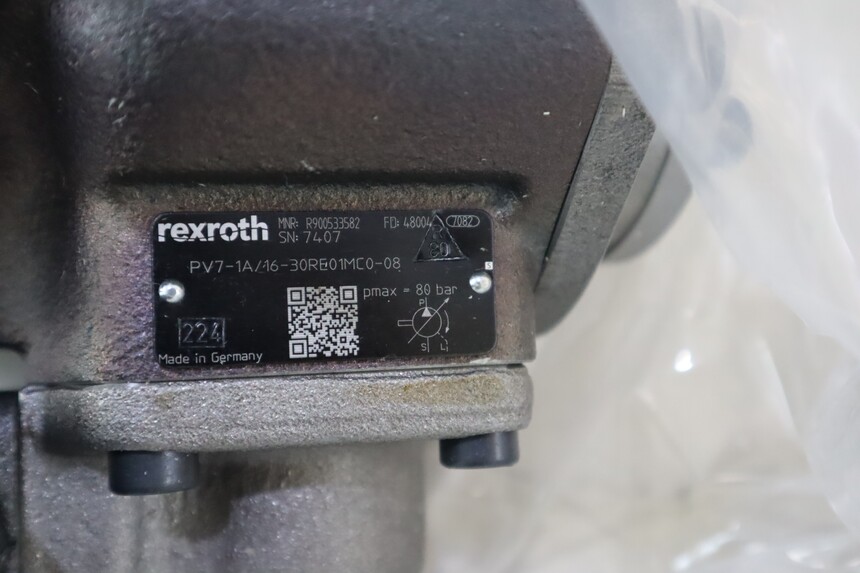 rexroth MNR: R900533582 FD: 48004 7082
SN: 7407
80
PV7-1A/16-30RE01MC0-08
pmax = 80 bar
P
224
S L
Made in Germany